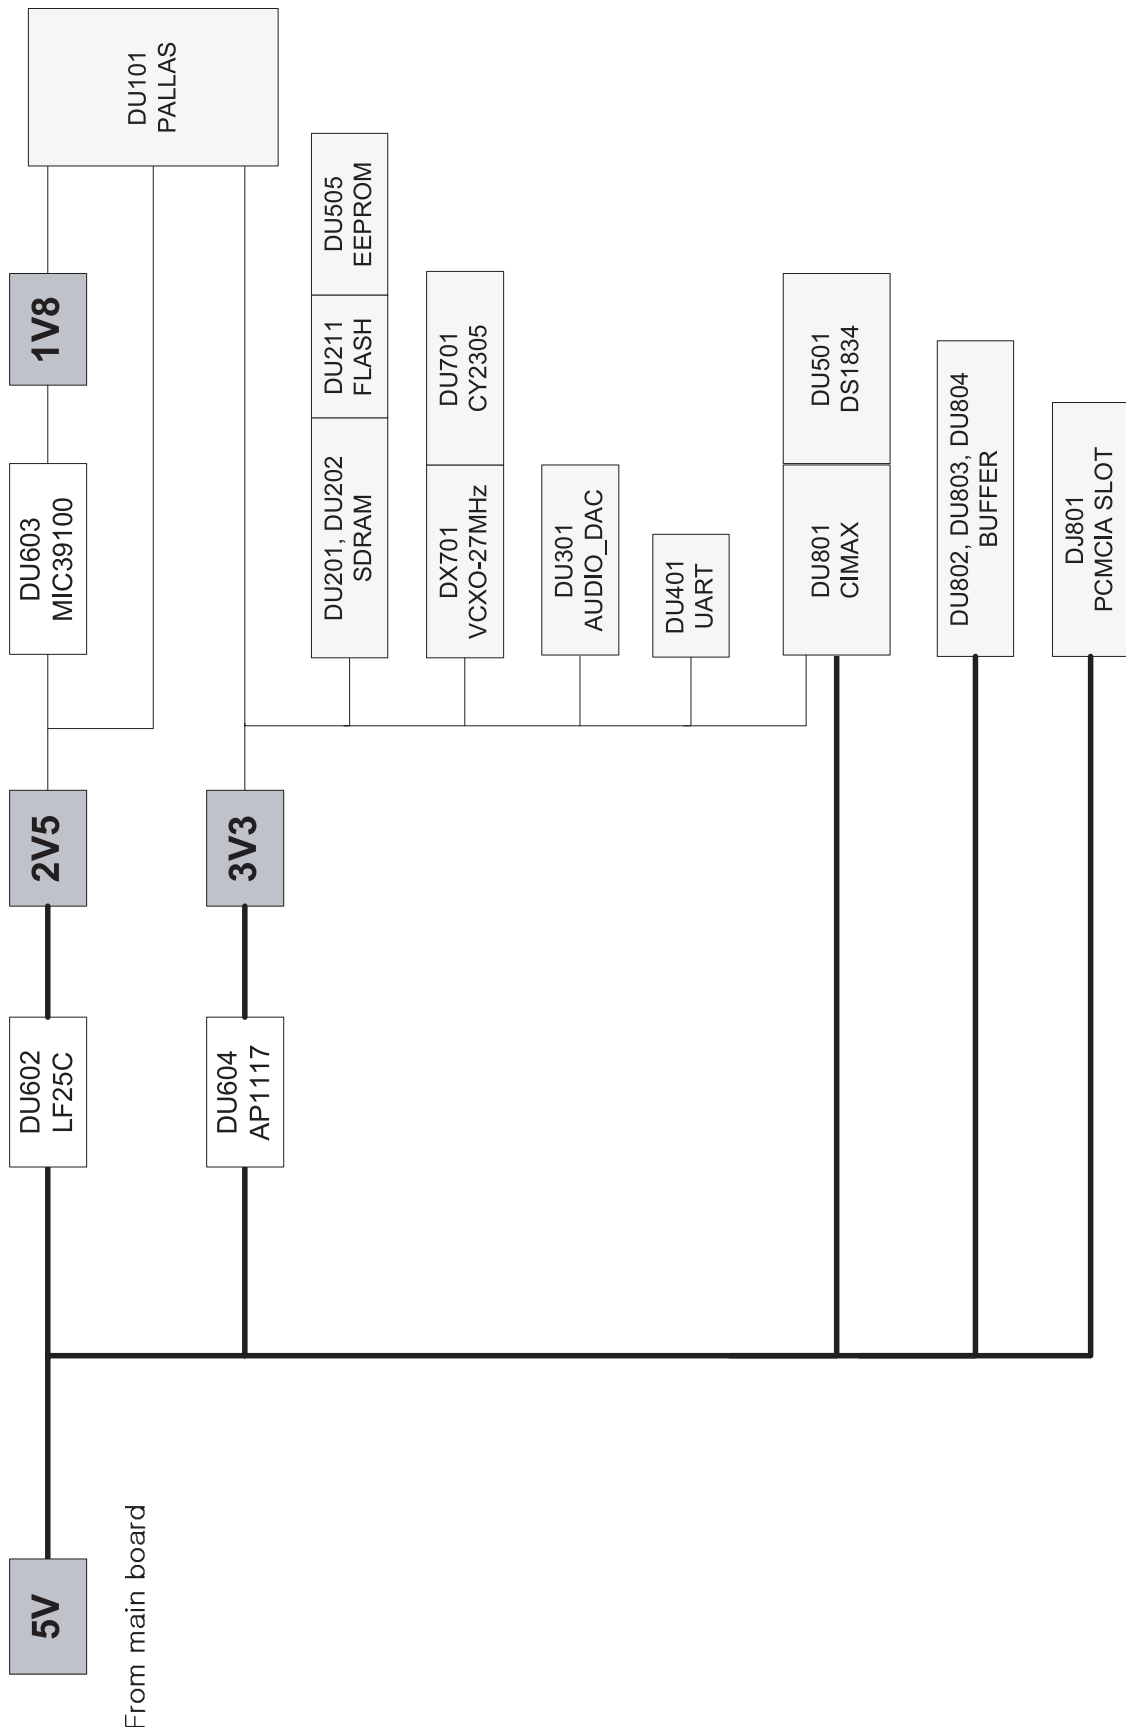 5V
From main board
DU602
LF25C
2V5
DU603
MIC39100
1V8
DU101
PALLAS
DU604
AP1117
3V3
DU201, DU202
SDRAM
DU211
FLASH
DU505
EEPROM
DX701
VCXO-27MHz
DU701
CY2305
DU301
AUDIO_DAC
DU401
UART
DU801
CIMAX
DU501
DS1834
DU802, DU803, DU804
BUFFER
DJ801
PCMCIA SLOT